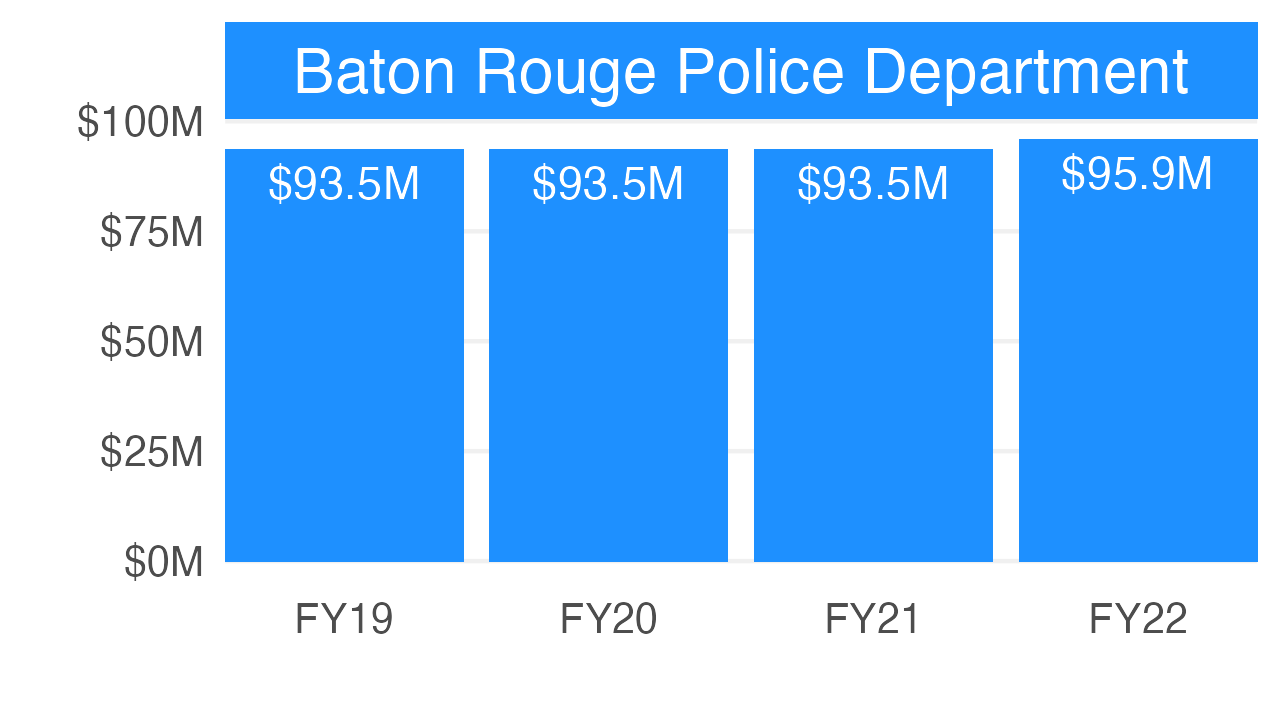 Baton Rouge Police Department
$100M
$93.5M $93.5M $93.5M $95.9M
$75M
$50M
$25M
$0M
FY19 FY20 FY21 FY22